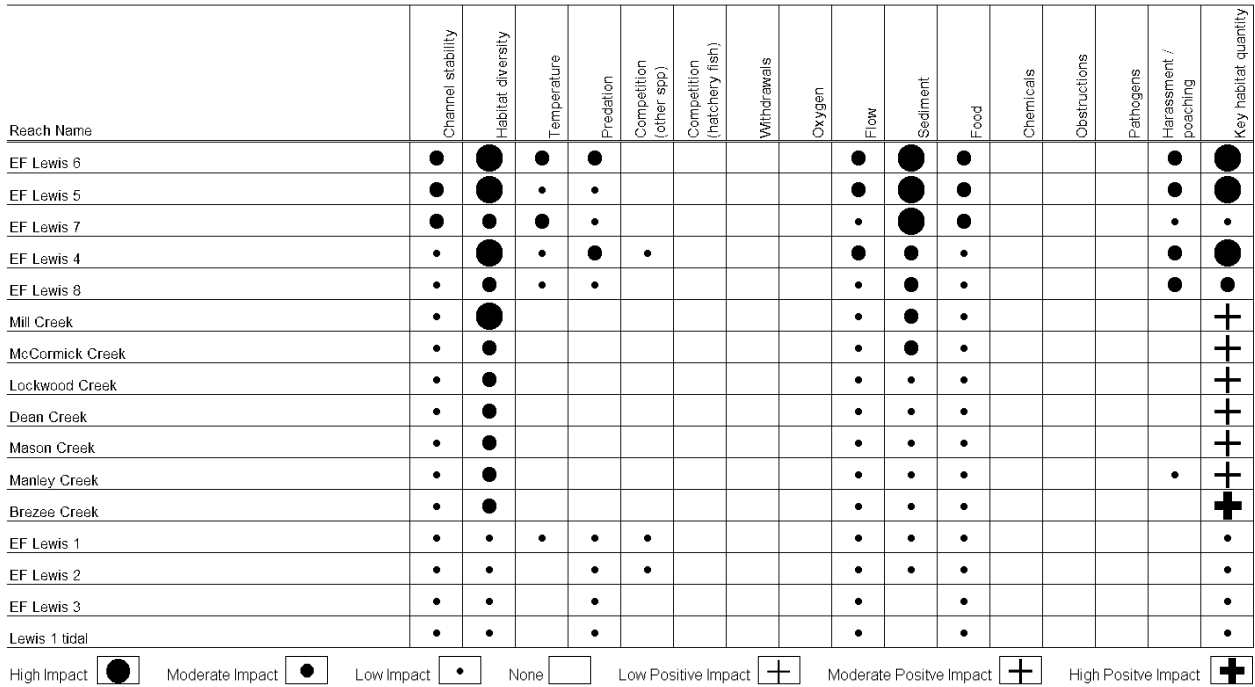 Reach Name
Channel stability
Habitat diversity
Temperature
Predation
Competition
(other spp)
Competition
(hatchery fish)
Withdrawals
Oxygen
Flow
Sediment
Food
Chemicals
Obstructions
Pathogens
Harassment /
poaching
Key habitat quantity
EF Lewis 6
EF Lewis 5
EF Lewis 7
EF Lewis 4
EF Lewis 8
Mill Creek
McCormick Creek
Lockwood Creek
Dean Creek
Mason Creek
Manley Creek
Brezee Creek
EF Lewis 1
EF Lewis 2
EF Lewis 3
Lewis 1 tidal
High Impact Moderate Impact Low Impact None Low Positive Impact Moderate Positve Impact High Positve Impact